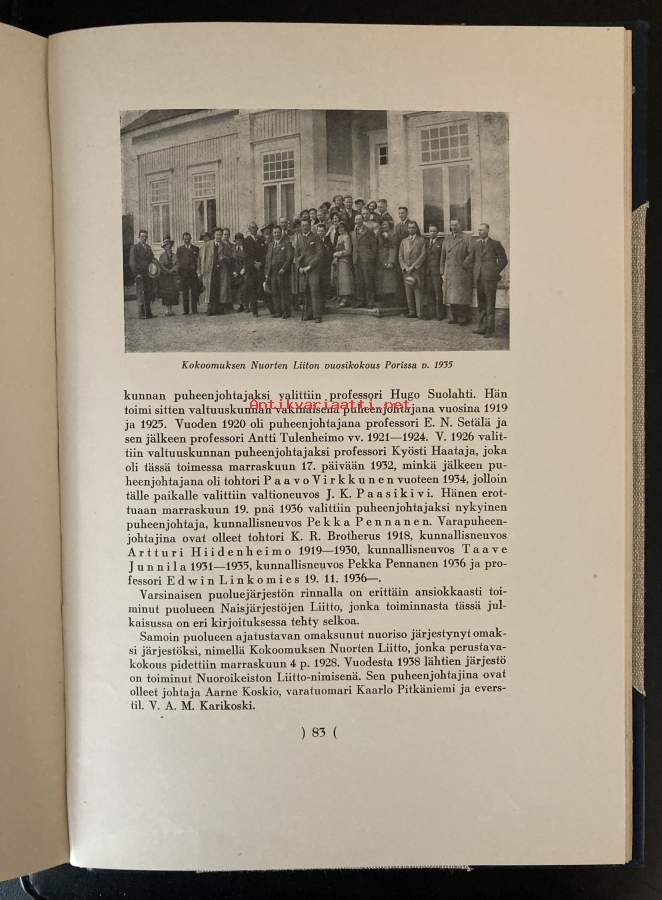 Kokoomuksen Nuorten Liiton vuosikokous Porissa v. 1935
kunnan puheenjohtajaksi valittiin professori Hugo Suolahti. Hän
Antikvariaatti.net
toimi sitten valtuuskunnan vakinaisena puheenjohtajana vuosina 1919
ja 1925. Vuoden 1920 oli puheenjohtajana professori E. N. Setälä ja
sen jälkeen professori Antti Tulenheimo vv. 1921—1924. V. 1926 valit-
tiin valtuuskunnan puheenjohtajaksi professori Kyösti Haataja, joka
oli tässä toimessa marraskuun 17. päivään 1932, minkä jälkeen pu-
heenjohtajana oli tohtori Paavo Virkkunen vuoteen 1934, jolloin
tälle paikalle valittiin valtioneuvos J. K. Paasikivi. Hänen erot-
tuaan marraskuun 19. pnä 1936 valittiin puheenjohtajaksi nykyinen
puheenjohtaja, kunnallisneuvos Pekka Pennanen. Varapuheen-
johtajina ovat olleet tohtori K. R. Brotherus 1918, kunnallisneuvos
Artturi Hiidenheimo 1919—1930, kunnallisneuvos Taave
Junnila 1931—1935, kunnallisneuvos Pekka Pennanen 1936 ja pro-
fessori Edwin Linkomies 19. 11. 1936—.
Varsinaisen puoluejärjestön rinnalla on erittäin ansiokkaasti toi-
minut puolueen Naisjärjestöjen Liitto, jonka toiminnasta tässä jul-
kaisussa on eri kirjoituksessa tehty selkoa.
Samoin puolueen ajatustavan omaksunut nuoriso järjestynyt omak-
si järjestöksi, nimellä Kokoomuksen Nuorten Liitto, jonka perustava-
kokous pidettiin marraskuun 4 p. 1928. Vuodesta 1938 lähtien järjestö
on toiminut Nuoroikeiston Liitto-nimisenä. Sen puheenjohtajina ovat
olleet johtaja Aarne Koskio, varatuomari Kaarlo Pitkäniemi ja evers-
til. V. A. M. Karikoski.
) 83 (